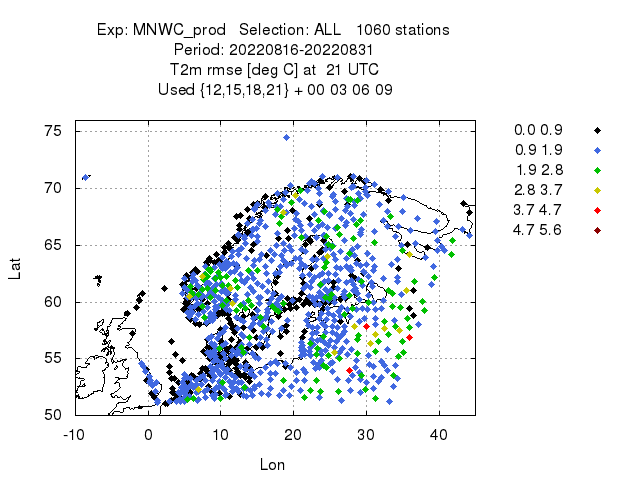 Exp: MNWC_prod Selection: ALL 1060 stations
Period: 20220816-20220831
T2m rmse [deg C] at 21 UTC
Used {12,15,18,21} + 00 03 06 09
75
70
65
60
55
50
-10 0 10 20 30 40
Lat
Lon
0.0 0.9
0.9 1.9
1.9 2.8
2.8 3.7
3.7 4.7
4.7 5.6